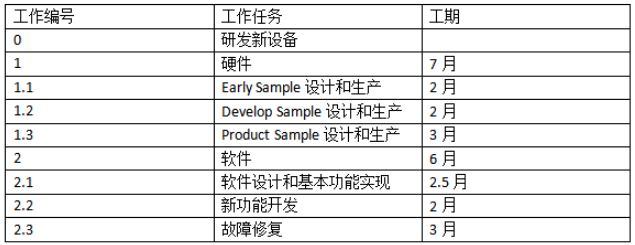 工作编号 工作任务 工期
0 研发新设备
1 硬件 7 月
1.1 Early Sample 设计和生产 2 月
1.2 Develop Sample 设计和生产 2 月
1.3 Product Sample 设计和生产 3 月
2 软件 6 月
2.1 软件设计和基本功能实现 2.5 月
2.2 新功能开发 2 月
2.3 故障修复 3 月